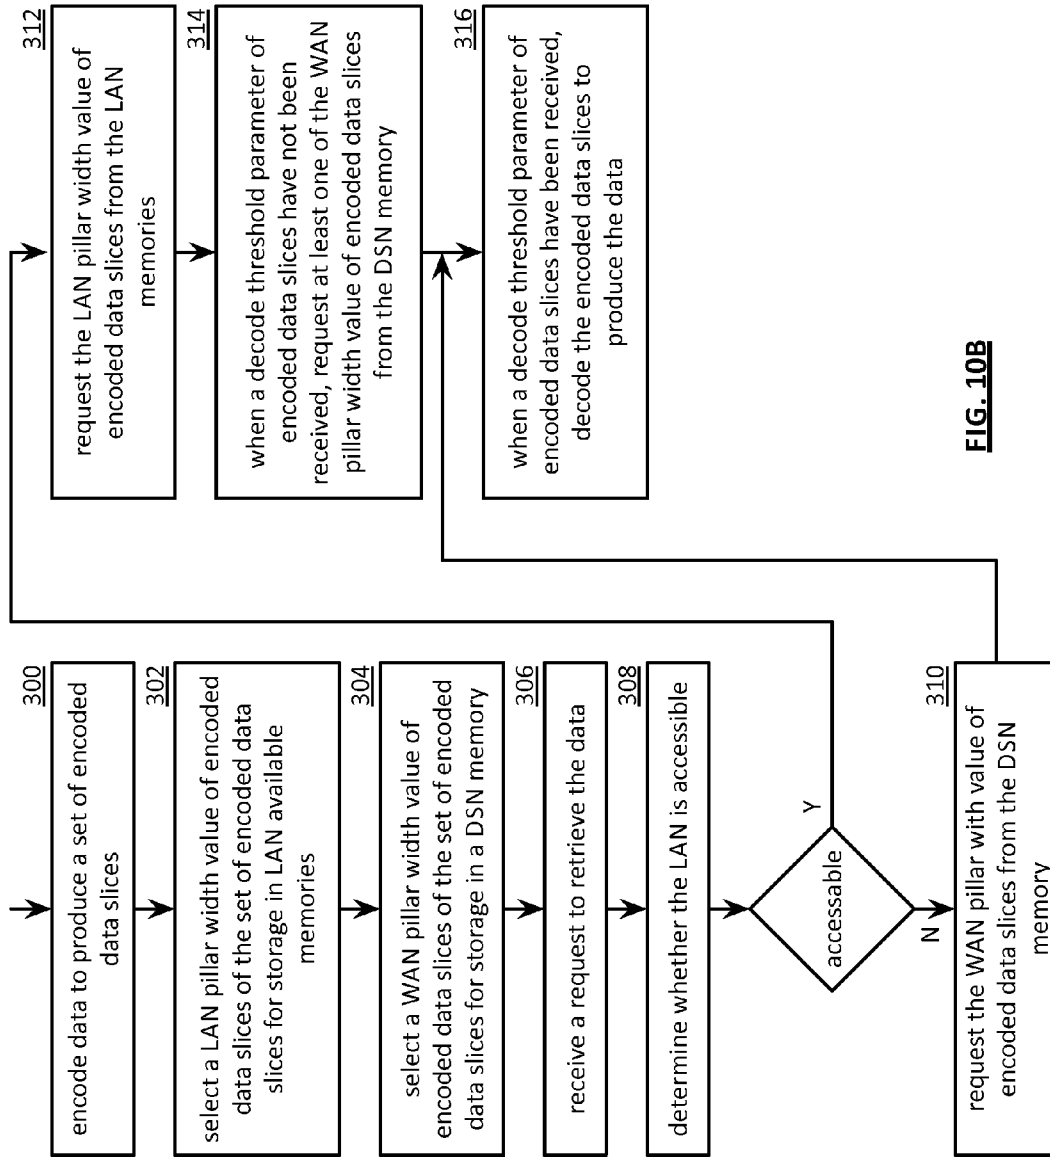 300
encode data to produce a set of encoded
data slices
302
select a LAN pillar width value of encoded
data slices of the set of encoded data
slices for storage in LAN available
memories
304
select a WAN pillar width value of
encoded data slices of the set of encoded
data slices for storage in a DSN memory
306
receive a request to retrieve the data
308
determine whether the LAN is accessible
accessable
Y
N
310
request the WAN pillar with value of
encoded data slices from the DSN
memory
312
request the LAN pillar width value of
encoded data slices from the LAN
memories
314
when a decode threshold parameter of
encoded data slices have not been
received, request at least one of the WAN
pillar width value of encoded data slices
from the DSN memory
316
when a decode threshold parameter of
encoded data slices have been received,
decode the encoded data slices to
produce the data
FIG. 10B